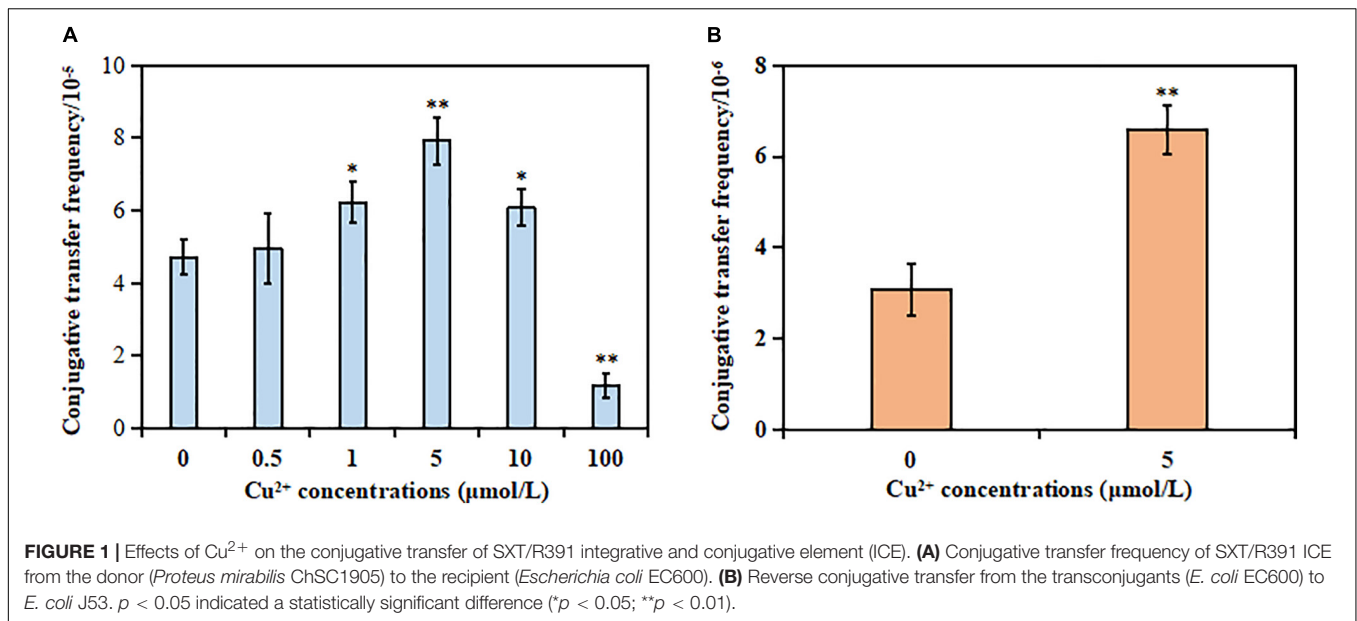 A
Conjugative transfer frequency/10⁻⁵
10
8
6
4
2
0
*
**
*
**
0 0.5 1 5 10 100
Cu²⁺ concentrations (µmol/L)
B
Conjugative transfer frequency/10⁻⁶
8
6
4
2
0
**
0 5
Cu²⁺ concentrations (µmol/L)
FIGURE 1 | Effects of Cu²⁺ on the conjugative transfer of SXT/R391 integrative and conjugative element (ICE). (A) Conjugative transfer frequency of SXT/R391 ICE
from the donor (Proteus mirabilis ChSC1905) to the recipient (Escherichia coli EC600). (B) Reverse conjugative transfer from the transconjugants (E. coli EC600) to
E. coli J53. p < 0.05 indicated a statistically significant difference (*p < 0.05; **p < 0.01).